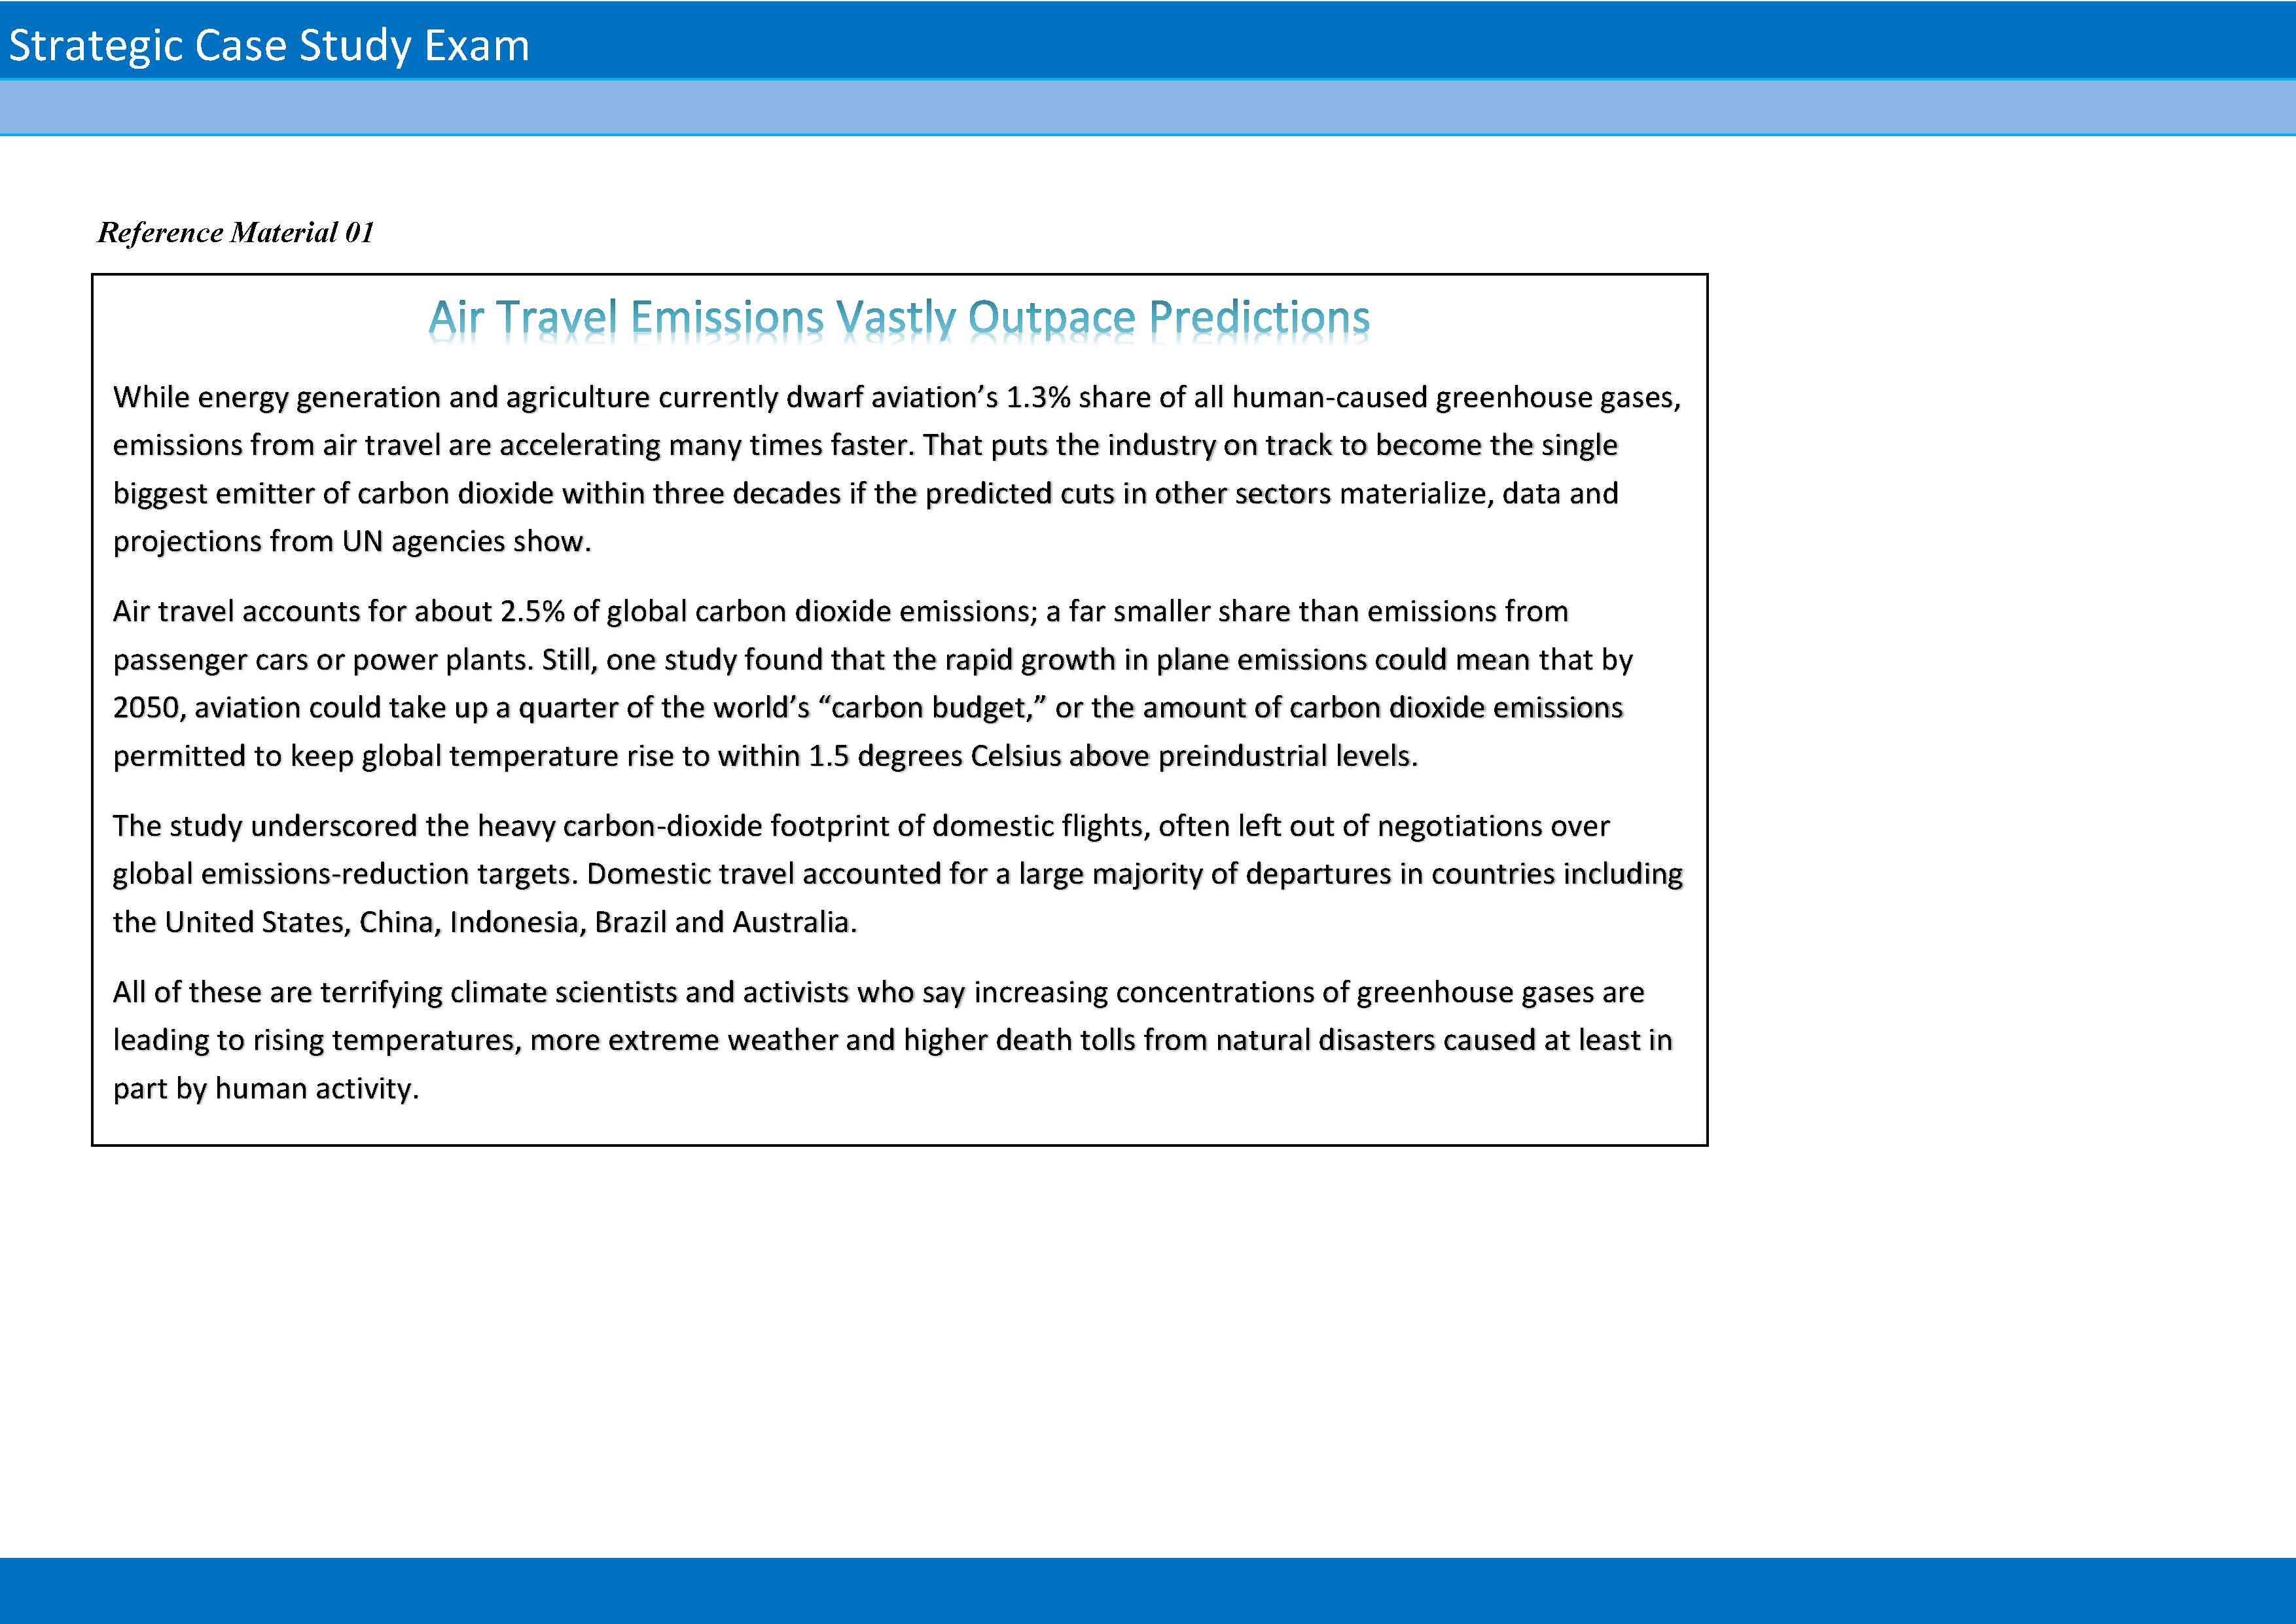 Strategic Case Study Exam
Reference Material 01
Air Travel Emissions Vastly Outpace Predictions
While energy generation and agriculture currently dwarf aviation’s 1.3% share of all human-caused greenhouse gases,
emissions from air travel are accelerating many times faster. That puts the industry on track to become the single
biggest emitter of carbon dioxide within three decades if the predicted cuts in other sectors materialize, data and
projections from UN agencies show.
Air travel accounts for about 2.5% of global carbon dioxide emissions; a far smaller share than emissions from
passenger cars or power plants. Still, one study found that the rapid growth in plane emissions could mean that by
2050, aviation could take up a quarter of the world’s “carbon budget,” or the amount of carbon dioxide emissions
permitted to keep global temperature rise to within 1.5 degrees Celsius above preindustrial levels.
The study underscored the heavy carbon-dioxide footprint of domestic flights, often left out of negotiations over
global emissions-reduction targets. Domestic travel accounted for a large majority of departures in countries including
the United States, China, Indonesia, Brazil and Australia.
All of these are terrifying climate scientists and activists who say increasing concentrations of greenhouse gases are
leading to rising temperatures, more extreme weather and higher death tolls from natural disasters caused at least in
part by human activity.